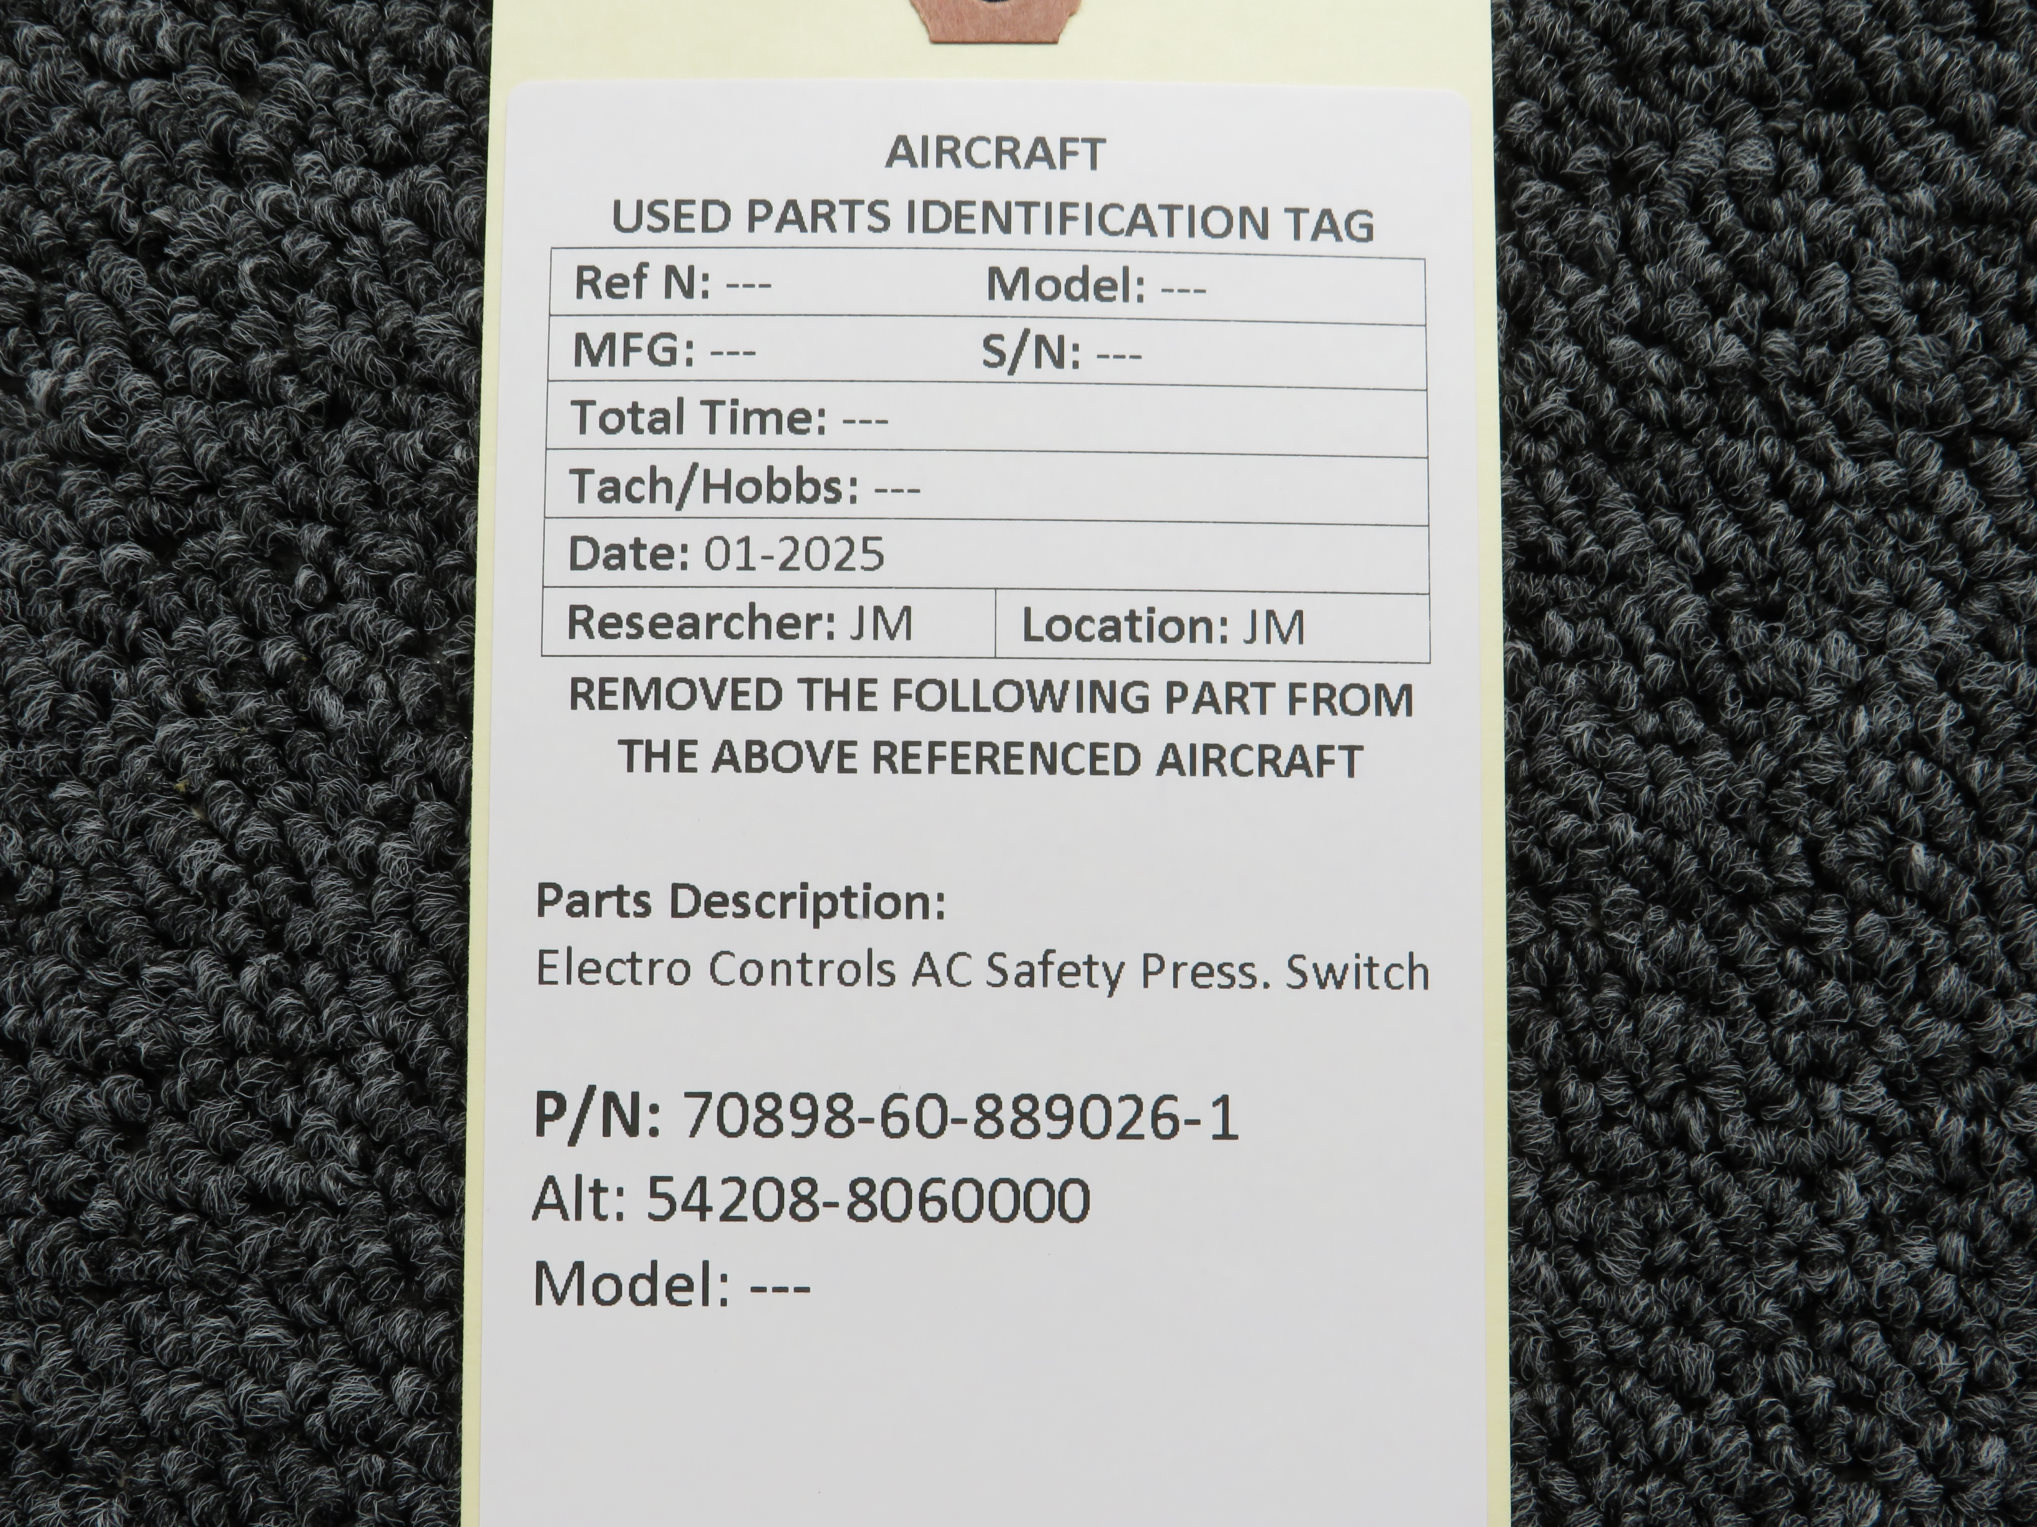 AIRCRAFT
USED PARTS IDENTIFICATION TAG
Ref N: --- Model: ---
MFG: --- S/N: ---
Total Time: ---
Tach/Hobbs: ---
Date: 01-2025
Researcher: JM Location: JM
REMOVED THE FOLLOWING PART FROM
THE ABOVE REFERENCED AIRCRAFT
Parts Description:
Electro Controls AC Safety Press. Switch
P/N: 70898-60-889026-1
Alt: 54208-8060000
Model: ---